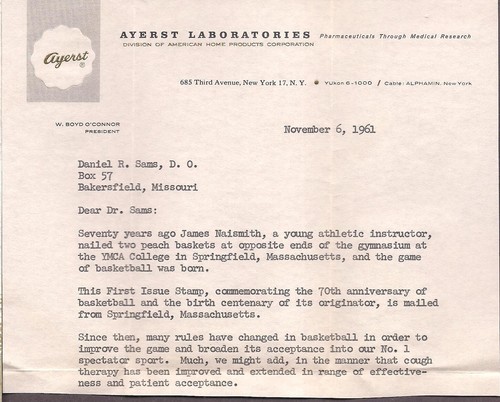 Ayerst
®
AYERST LABORATORIES Pharmaceuticals Through Medical Research
DIVISION OF AMERICAN HOME PRODUCTS CORPORATION
685 Third Avenue, New York 17, N. Y. • YUkon 6-1000 / Cable: ALPHAMIN, New York
W. BOYD O'CONNOR
PRESIDENT
November 6, 1961
Daniel R. Sams, D. O.
Box 57
Bakersfield, Missouri
Dear Dr. Sams:
Seventy years ago James Naismith, a young athletic instructor,
nailed two peach baskets at opposite ends of the gymnasium at
the YMCA College in Springfield, Massachusetts, and the game
of basketball was born.
This First Issue Stamp, commemorating the 70th anniversary of
basketball and the birth centenary of its originator, is mailed
from Springfield, Massachusetts.
Since then, many rules have changed in basketball in order to
improve the game and broaden its acceptance into our No. 1
spectator sport. Much, we might add, in the manner that cough
therapy has been improved and extended in range of effective-
ness and patient acceptance.